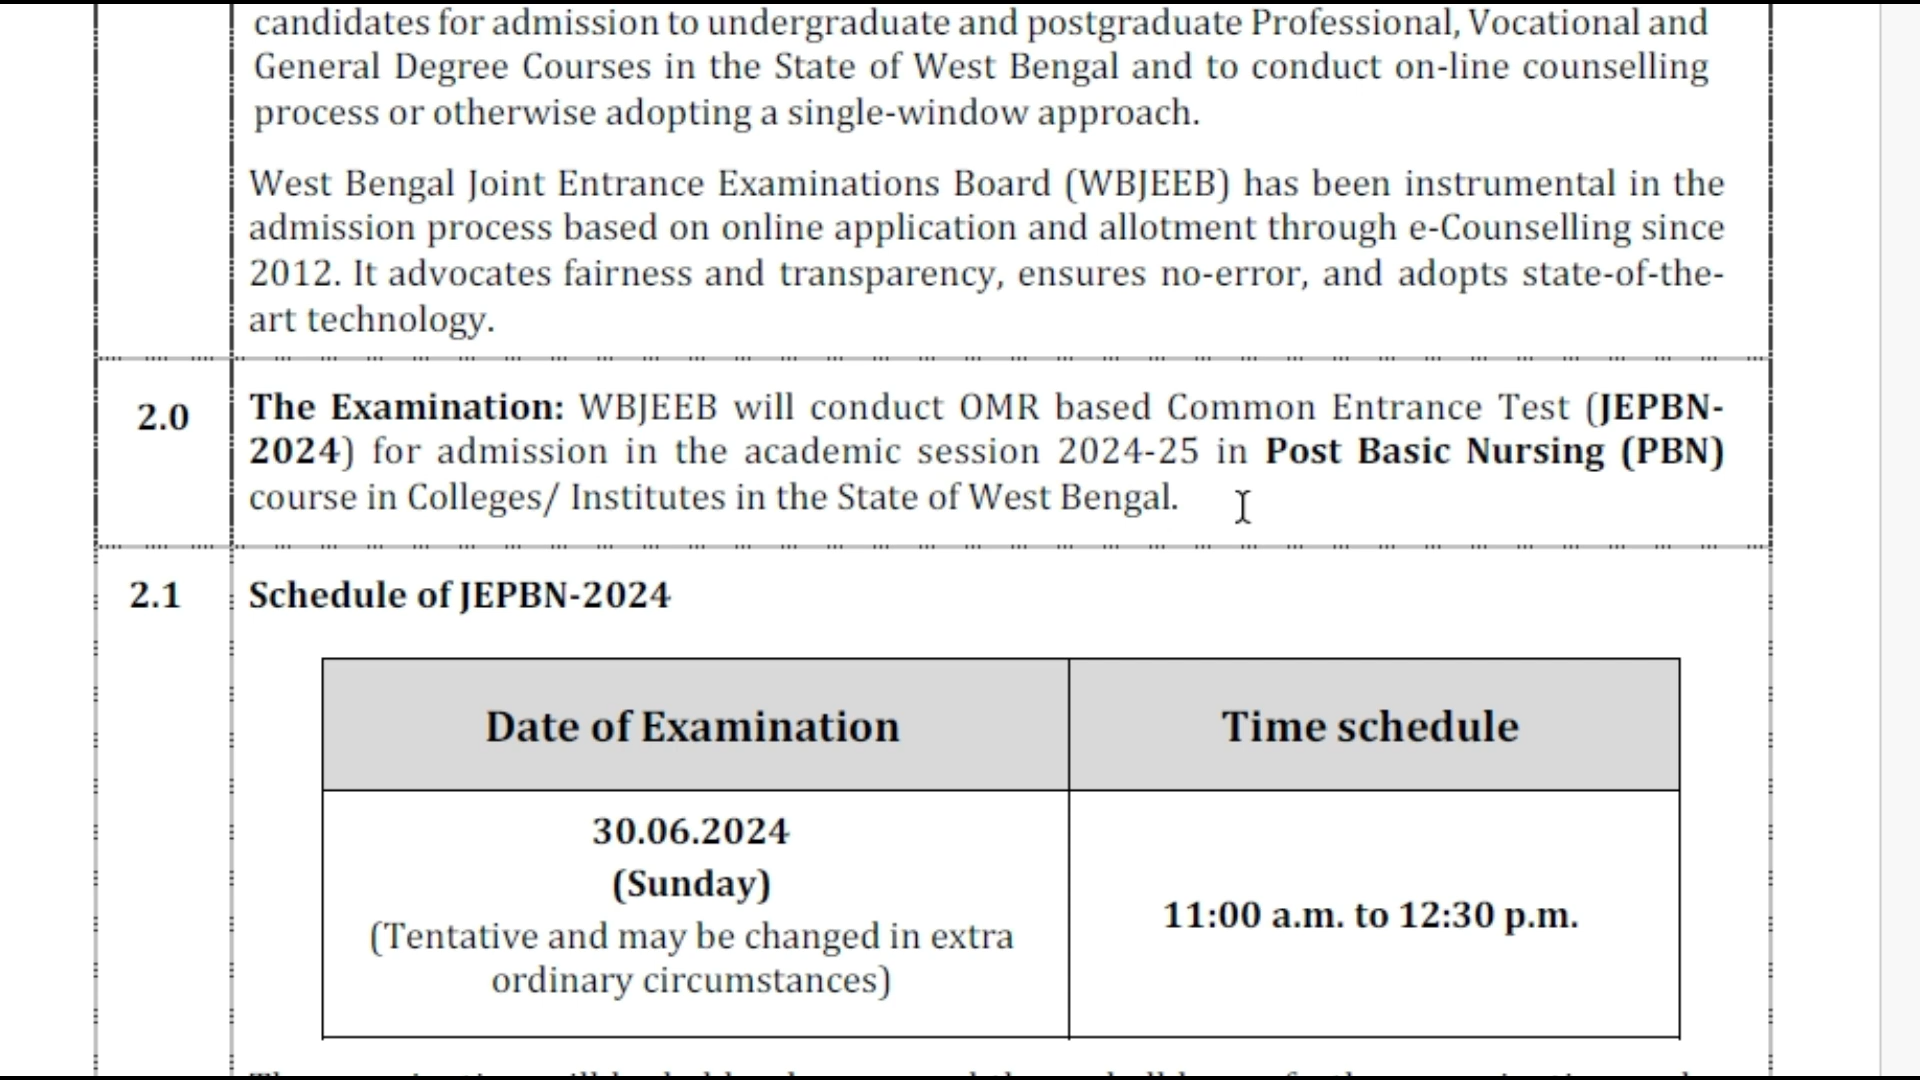 candidates for admission to undergraduate and postgraduate Professional, Vocational and
General Degree Courses in the State of West Bengal and to conduct on-line counselling
process or otherwise adopting a single-window approach.
West Bengal Joint Entrance Examinations Board (WBJEEB) has been instrumental in the
admission process based on online application and allotment through e-Counselling since
2012. It advocates fairness and transparency, ensures no-error, and adopts state-of-the-
art technology.
2.0
The Examination: WBJEEB will conduct OMR based Common Entrance Test (JEPBN-
2024) for admission in the academic session 2024-25 in Post Basic Nursing (PBN)
course in Colleges/ Institutes in the State of West Bengal.
2.1
Schedule of JEPBN-2024
Date of Examination
Time schedule
30.06.2024
(Sunday)
(Tentative and may be changed in extra
ordinary circumstances)
11:00 a.m. to 12:30 p.m.